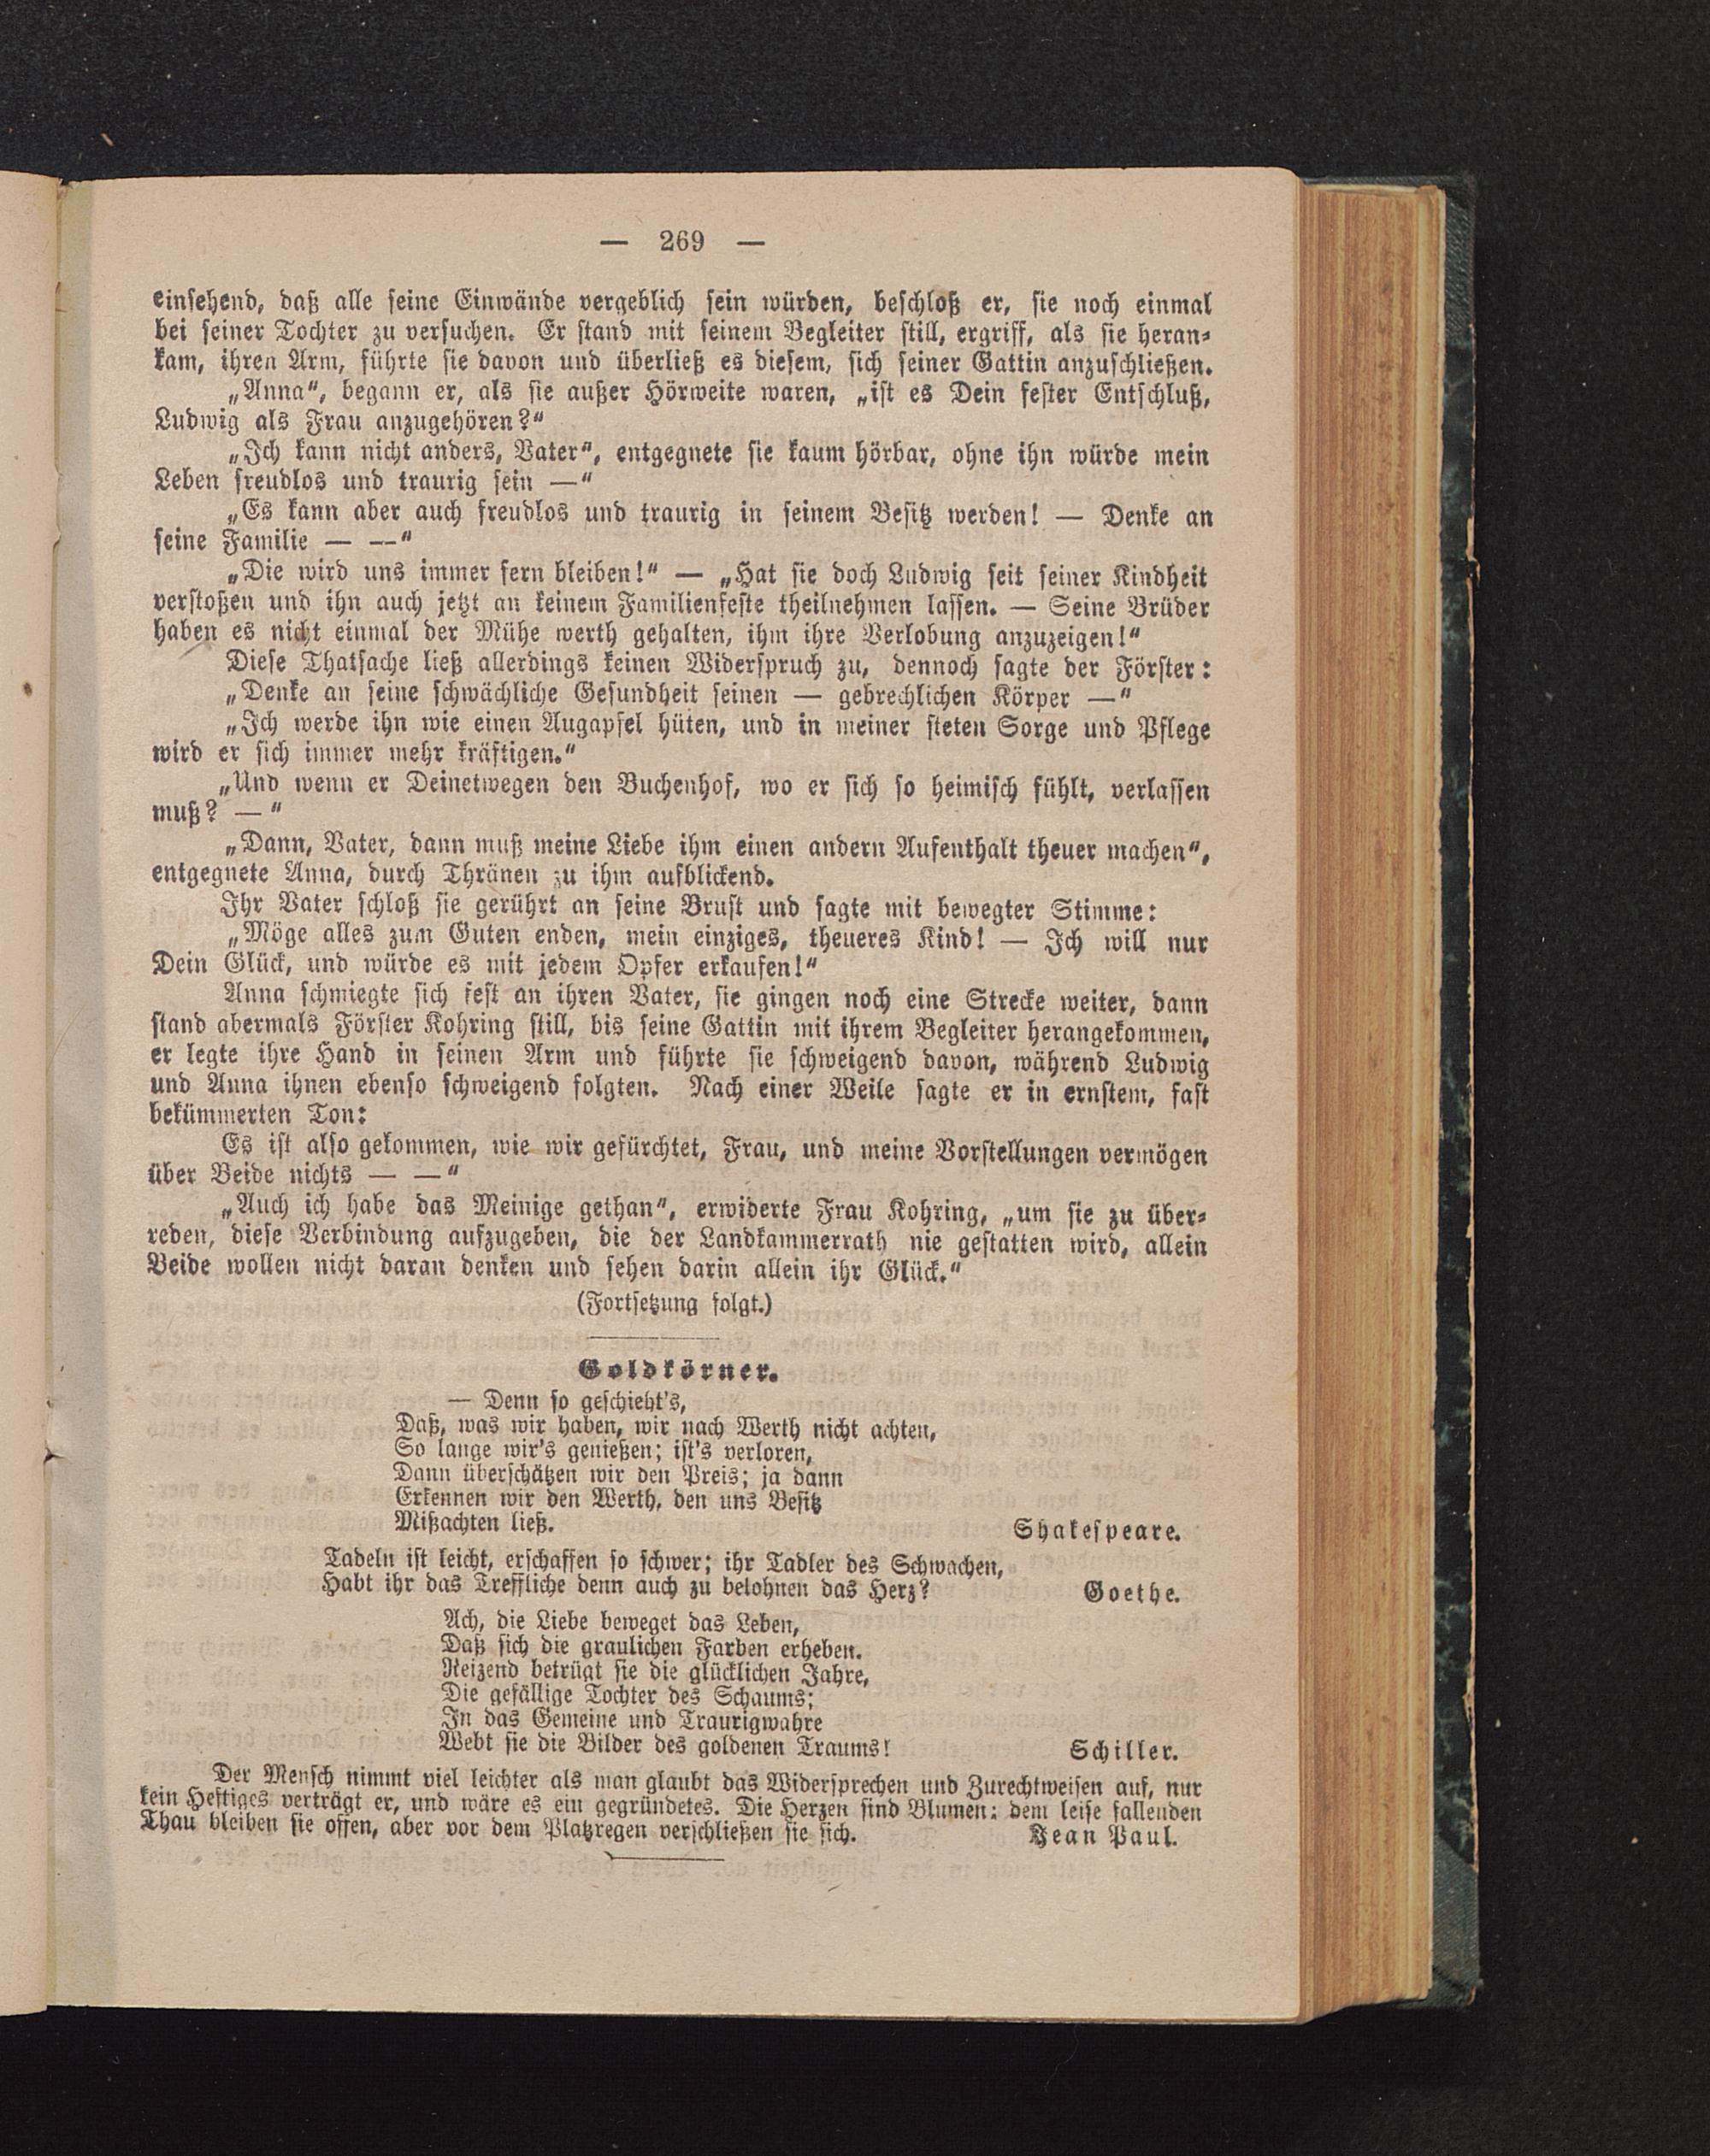 — 269 —
einsehend, daß alle seine Einwände vergeblich sein würden, beschloß er, sie noch einmal
bei seiner Tochter zu versuchen. Er stand mit seinem Begleiter still, ergriff, als sie heran-
kam, ihren Arm, führte sie davon und überließ es diesem, sich seiner Gattin anzuschließen.
„Anna“, begann er, als sie außer Hörweite waren, „ist es Dein fester Entschluß,
Ludwig als Frau anzugehören?“
„Ich kann nicht anders, Vater“, entgegnete sie kaum hörbar, ohne ihn würde mein
Leben freudlos und traurig sein —“
„Es kann aber auch freudlos und traurig in seinem Besitz werden! — Denke an
seine Familie — —“
„Die wird uns immer fern bleiben!“ — „Hat sie doch Ludwig seit seiner Kindheit
verstoßen und ihn auch jetzt an keinem Familienfeste theilnehmen lassen. — Seine Brüder
haben es nicht einmal der Mühe werth gehalten, ihm ihre Verlobung anzuzeigen!“
Diese Thatsache ließ allerdings keinen Widerspruch zu, dennoch sagte der Förster:
„Denke an seine schwächliche Gesundheit seinen — gebrechlichen Körper —“
„Ich werde ihn wie einen Augapfel hüten, und in meiner steten Sorge und Pflege
wird er sich immer mehr kräftigen.“
„Und wenn er Deinetwegen den Buchenhof, wo er sich so heimisch fühlt, verlassen
muß? —“
„Dann, Vater, dann muß meine Liebe ihm einen andern Aufenthalt theuer machen“,
entgegnete Anna, durch Thränen zu ihm aufblickend.
Ihr Vater schloß sie gerührt an seine Brust und sagte mit bewegter Stimme:
„Möge alles zum Guten enden, mein einziges, theueres Kind! — Ich will nur
Dein Glück, und würde es mit jedem Opfer erkaufen!“
Anna schmiegte sich fest an ihren Vater, sie gingen noch eine Strecke weiter, dann
stand abermals Förster Kohring still, bis seine Gattin mit ihrem Begleiter herangekommen,
er legte ihre Hand in seinen Arm und führte sie schweigend davon, während Ludwig
und Anna ihnen ebenso schweigend folgten. Nach einer Weile sagte er in ernstem, fast
bekümmerten Ton:
Es ist also gekommen, wie wir gefürchtet, Frau, und meine Vorstellungen vermögen
über Beide nichts — —“
„Auch ich habe das Meinige gethan“, erwiderte Frau Kohring, „um sie zu über-
reden, diese Verbindung aufzugeben, die der Landkammerrath nie gestatten wird, allein
Beide wollen nicht daran denken und sehen darin allein ihr Glück.“
(Fortsetzung folgt.)
Goldkörner.
— Denn so geschieht's,
Daß, was wir haben, wir nach Werth nicht achten,
So lange wir's genießen; ist's verloren,
Dann überschätzen wir den Preis; ja dann
Erkennen wir den Werth, den uns Besitz
Mißachten ließ.
Shakespeare.
Tadeln ist leicht, erschaffen so schwer; ihr Tadler des Schwachen,
Habt ihr das Treffliche denn auch zu belohnen das Herz?
Goethe.
Ach, die Liebe beweget das Leben,
Daß sich die graulichen Farben erheben.
Reizend betrügt sie die glücklichen Jahre,
Die gefällige Tochter des Schaums;
In das Gemeine und Traurigwahre
Webt sie die Bilder des goldenen Traums!
Schiller.
Der Mensch nimmt viel leichter als man glaubt das Widersprechen und Zurechtweisen auf, nur
kein Heftiges verträgt er, und wäre es ein gegründetes. Die Herzen sind Blumen: dem leise fallenden
Thau bleiben sie offen, aber vor dem Platzregen verschließen sie sich.
Jean Paul.